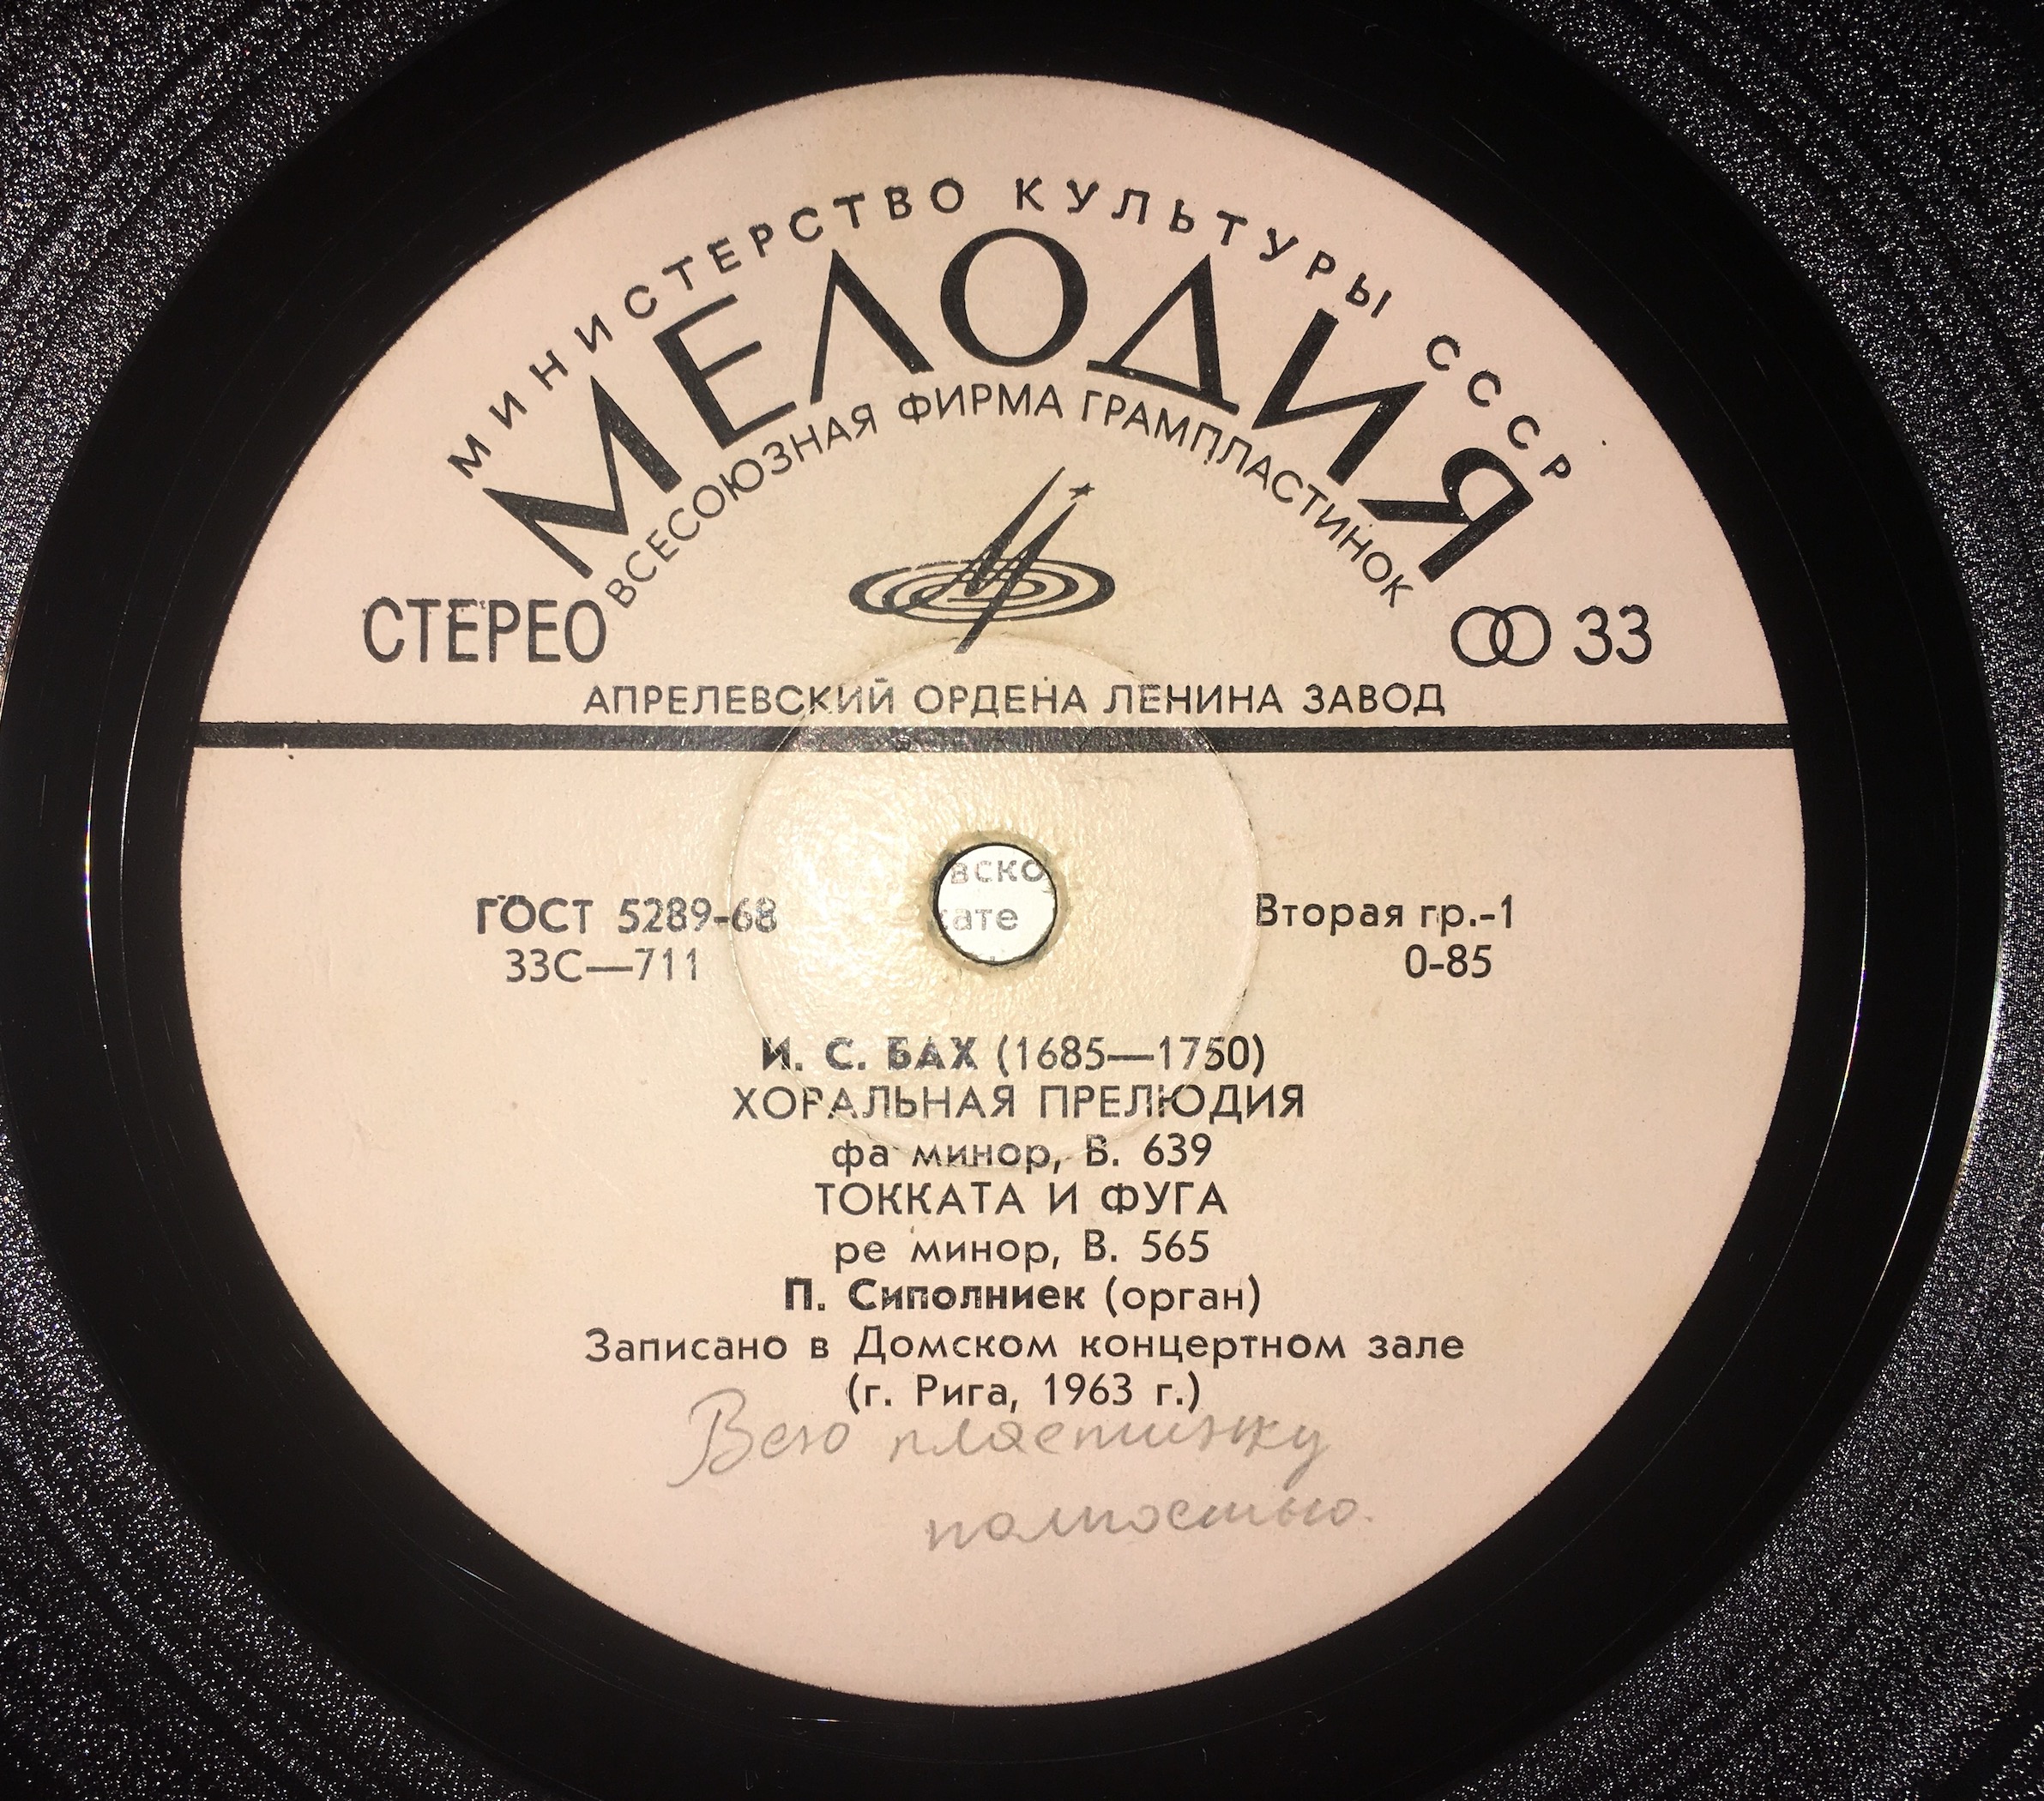 МИНИСТЕРСТВО КУЛЬТУРЫ СССР
МЕЛОДИЯ
ВСЕСОЮЗНАЯ ФИРМА ГРАМПЛАСТИНОК
СТЕРЕО
33
АПРЕЛЕВСКИЙ ОРДЕНА ЛЕНИНА ЗАВОД
вско
кате
ГОСТ 5289-68
Вторая гр.-1
33С—711
0-85
И. С. БАХ (1685—1750)
ХОРАЛЬНАЯ ПРЕЛЮДИЯ
фа минор, В. 639
ТОККАТА И ФУГА
ре минор, В. 565
П. Сиполниек (орган)
Записано в Домском концертном зале
(г. Рига, 1963 г.)
Всю пластинку
полностью.